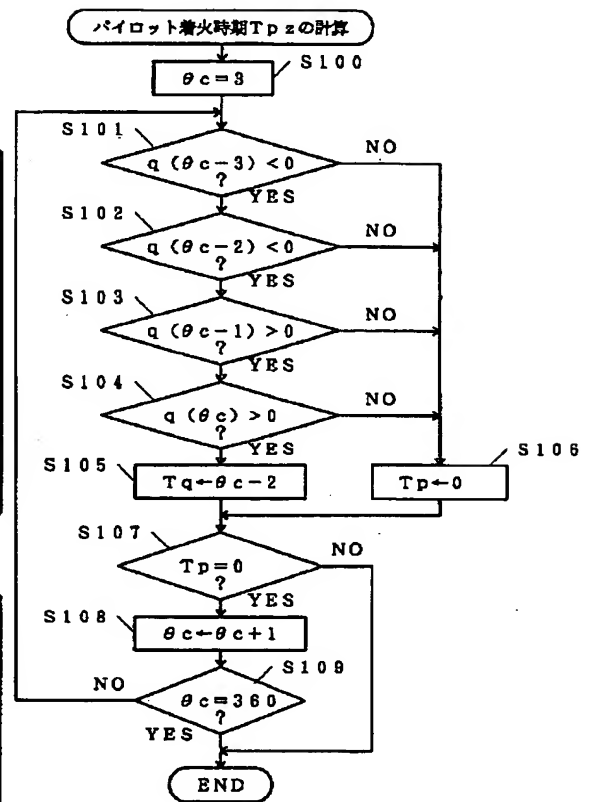 パイロット着火時期Tpzの計算
S100
θc=3
S101
q(θc-3)<0
?
NO
YES
S102
q(θc-2)<0
?
NO
YES
S103
q(θc-1)>0
?
NO
YES
S104
q(θc)>0
?
NO
YES
S105
Tq←θc-2
S106
Tp←0
S107
Tp=0
?
NO
YES
S108
θc←θc+1
S109
NO
θc=360
?
YES
END